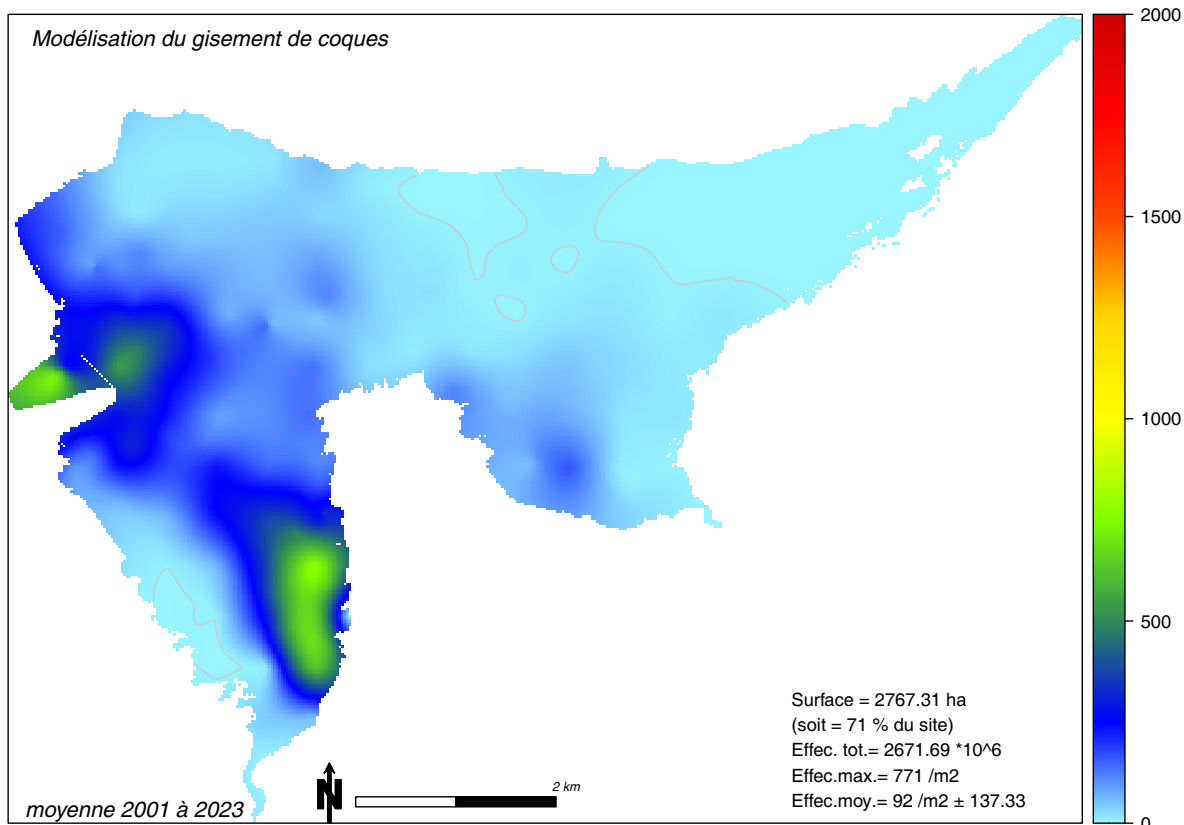 Modélisation du gisement de coques
2000
1500
1000
500
0
Surface = 2767.31 ha
(soit = 71 % du site)
Effec. tot.= 2671.69 *10^6
Effec.max.= 771 /m2
Effec.moy.= 92 /m2 ± 137.33
N
2 km
moyenne 2001 à 2023